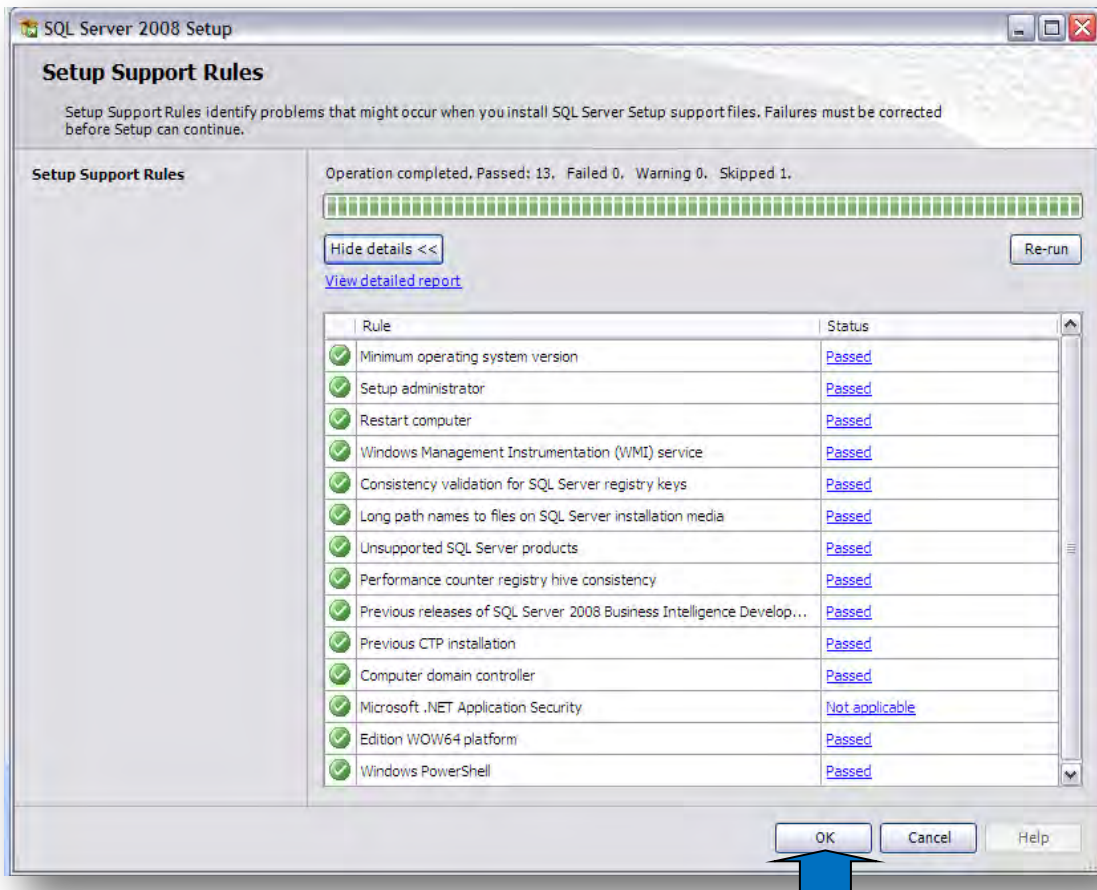 SQL Server 2008 Setup
Setup Support Rules
Setup Support Rules identify problems that might occur when you install SQL Server Setup support files. Failures must be corrected
before Setup can continue.
Setup Support Rules
Operation completed. Passed: 13. Failed 0. Warning 0. Skipped 1.
Hide details <<
Re-run
View detailed report
Rule Status
Minimum operating system version Passed
Setup administrator Passed
Restart computer Passed
Windows Management Instrumentation (WMI) service Passed
Consistency validation for SQL Server registry keys Passed
Long path names to files on SQL Server installation media Passed
Unsupported SQL Server products Passed
Performance counter registry hive consistency Passed
Previous releases of SQL Server 2008 Business Intelligence Develop... Passed
Previous CTP installation Passed
Computer domain controller Passed
Microsoft .NET Application Security Not applicable
Edition WOW64 platform Passed
Windows PowerShell Passed
OK Cancel Help